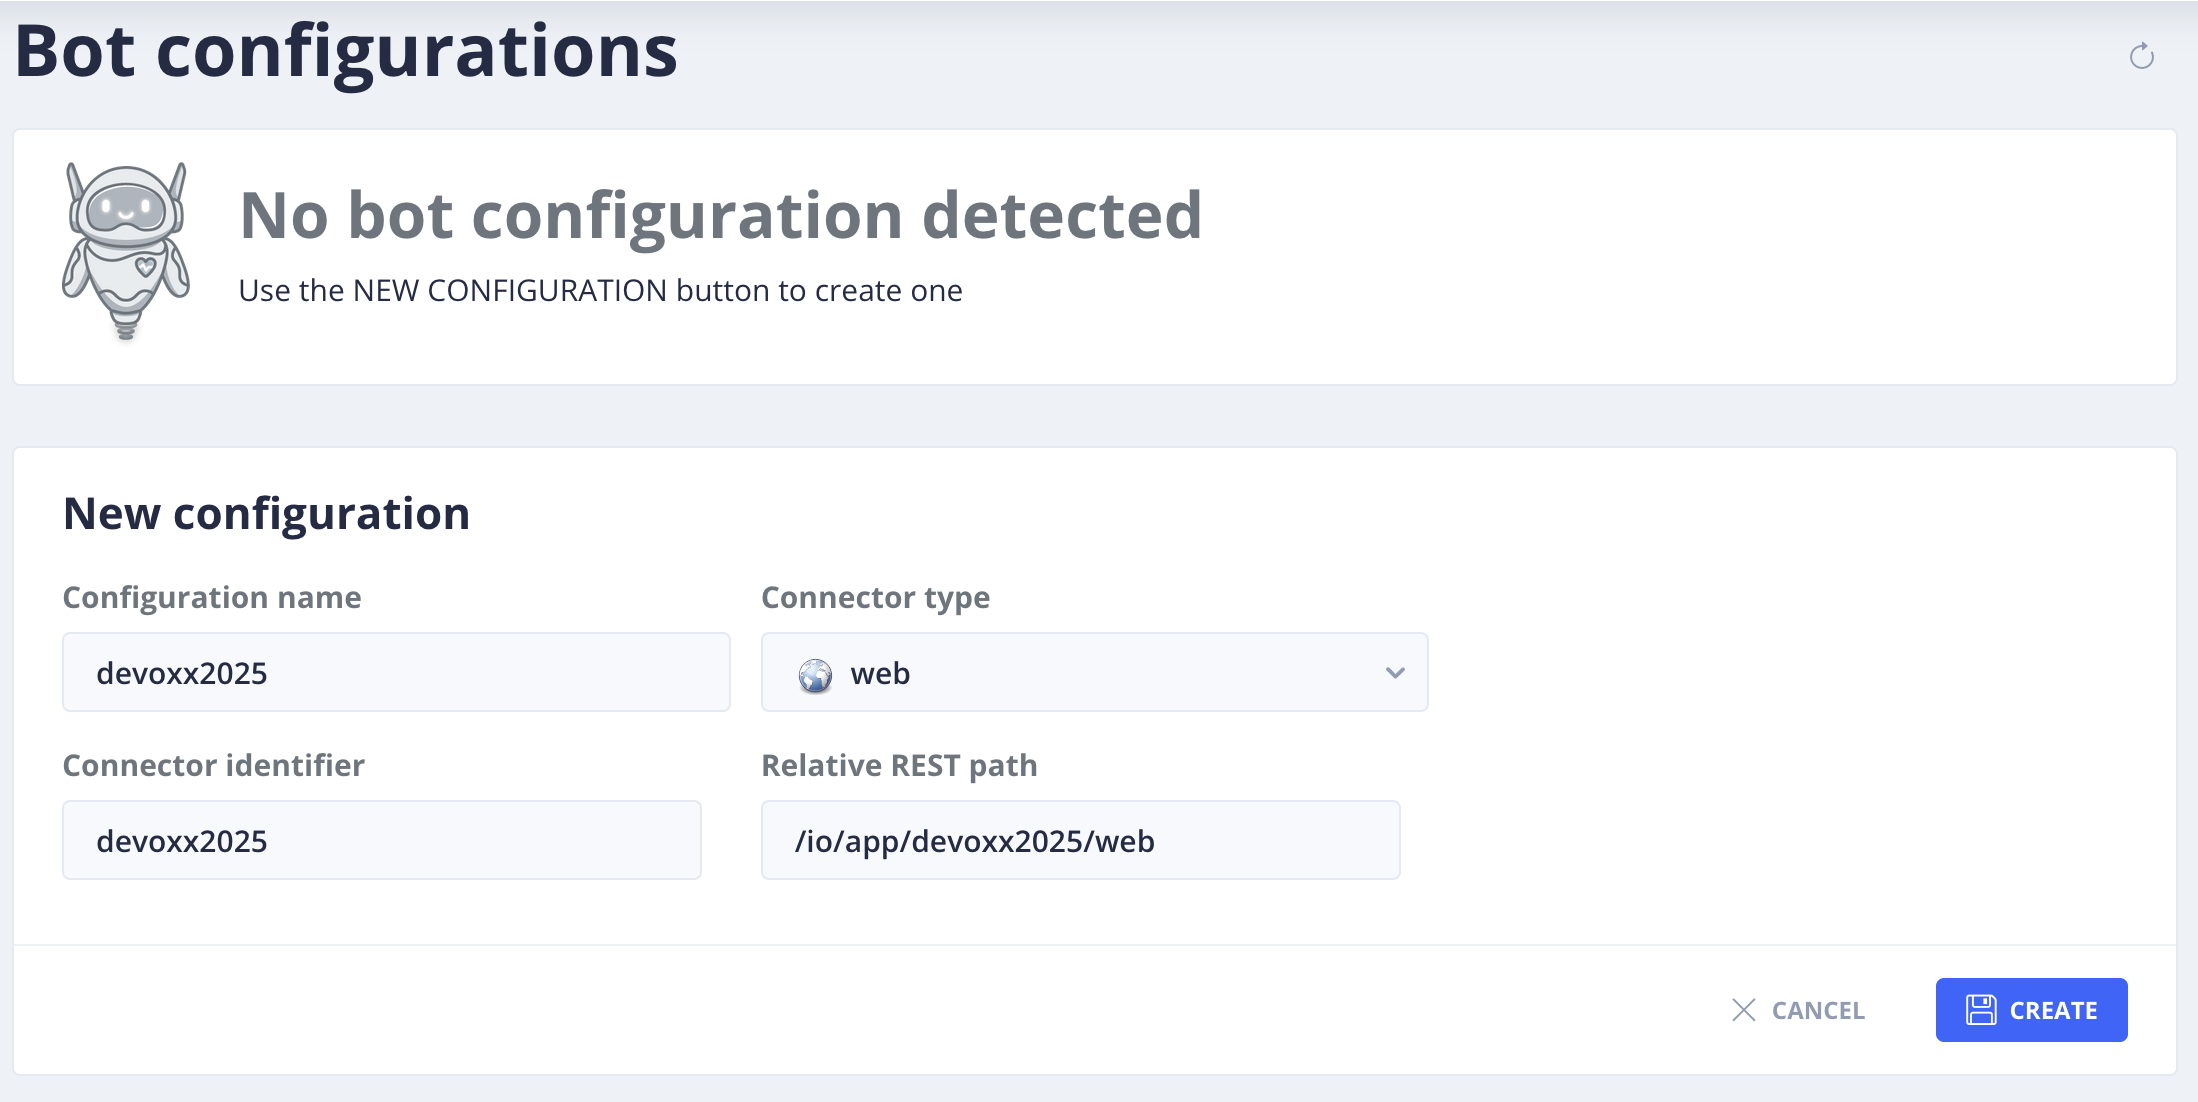 Bot configurations
No bot configuration detected
Use the NEW CONFIGURATION button to create one
New configuration
Configuration name
Connector type
devoxx2025
web
Connector identifier
Relative REST path
devoxx2025
/io/app/devoxx2025/web
CANCEL
CREATE